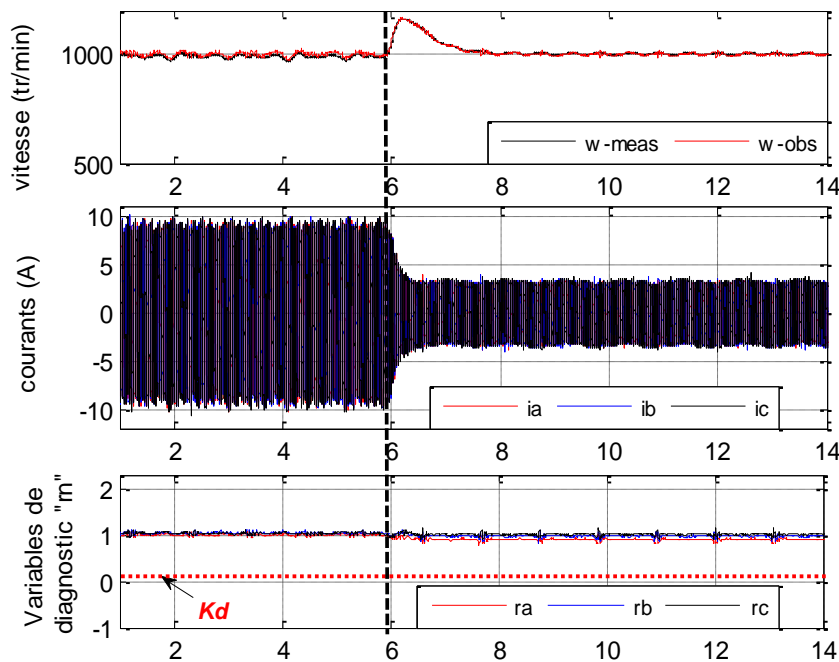 vitesse (tr/min)
1000
500
w-meas w-obs
2 4 6 8 10 12 14
courants (A)
10
5
0
-5
-10
ia ib ic
2 4 6 8 10 12 14
Variables de
diagnostic "m"
2
1
0
-1
Kd
ra rb rc
2 4 6 8 10 12 14